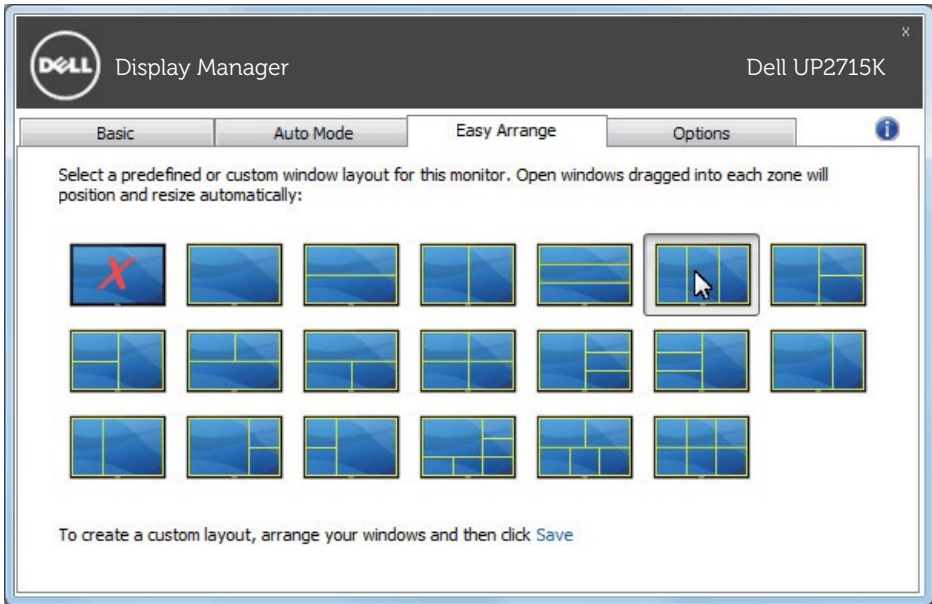 x
DELL Display Manager Dell UP2715K
Basic Auto Mode Easy Arrange Options i
Select a predefined or custom window layout for this monitor. Open windows dragged into each zone will
position and resize automatically:
X
To create a custom layout, arrange your windows and then click Save